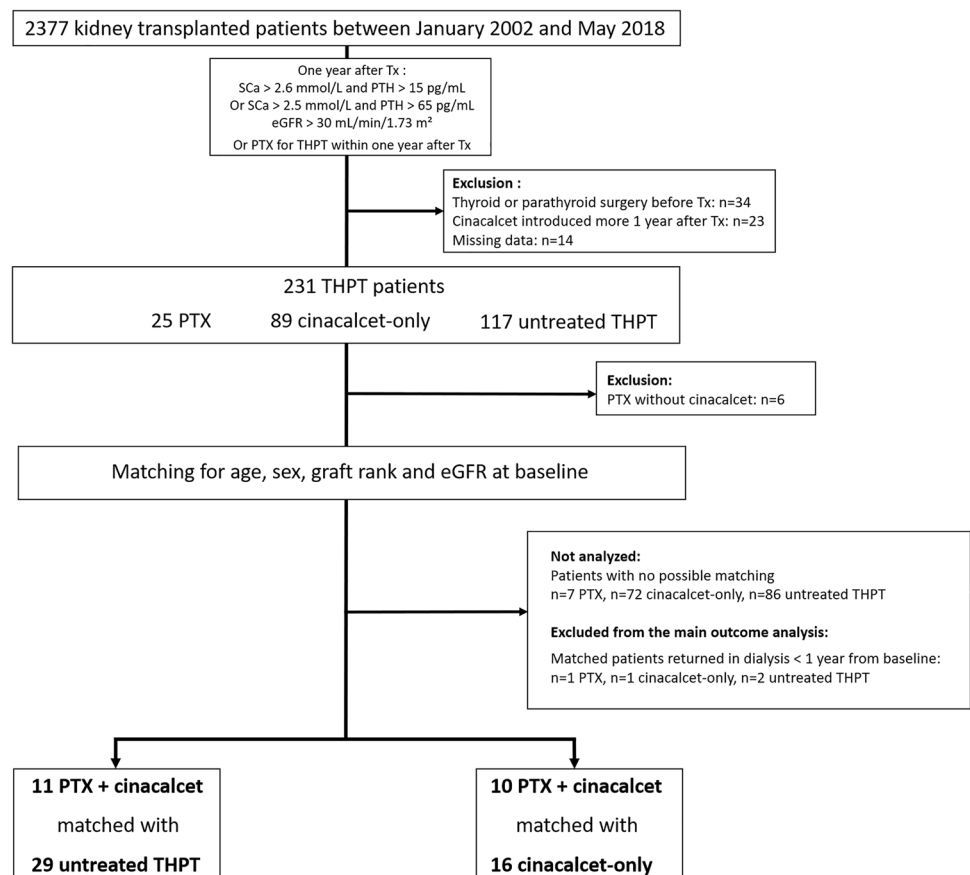 2377 kidney transplanted patients between January 2002 and May 2018
One year after Tx :
SCa > 2.6 mmol/L and PTH > 15 pg/mL
Or SCa > 2.5 mmol/L and PTH > 65 pg/mL
eGFR > 30 mL/min/1.73 m²
Or PTX for THPT within one year after Tx
Exclusion :
Thyroid or parathyroid surgery before Tx: n=34
Cinacalcet introduced more 1 year after Tx: n=23
Missing data: n=14
231 THPT patients
25 PTX 89 cinacalcet-only 117 untreated THPT
Exclusion:
PTX without cinacalcet: n=6
Matching for age, sex, graft rank and eGFR at baseline
Not analyzed:
Patients with no possible matching
n=7 PTX, n=72 cinacalcet-only, n=86 untreated THPT
Excluded from the main outcome analysis:
Matched patients returned in dialysis < 1 year from baseline:
n=1 PTX, n=1 cinacalcet-only, n=2 untreated THPT
11 PTX + cinacalcet
matched with
29 untreated THPT
10 PTX + cinacalcet
matched with
16 cinacalcet-only